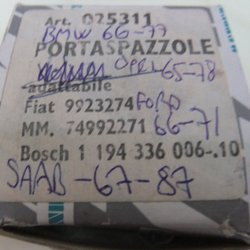 Art. 025311
BMW 66-77
PORTASPAZZOLE
OPEL 65-78
adattabile
Fiat 9923274 FORD
MM. 74992271 66-71
Bosch 1 194 336 006-.10
SAAB -67-87